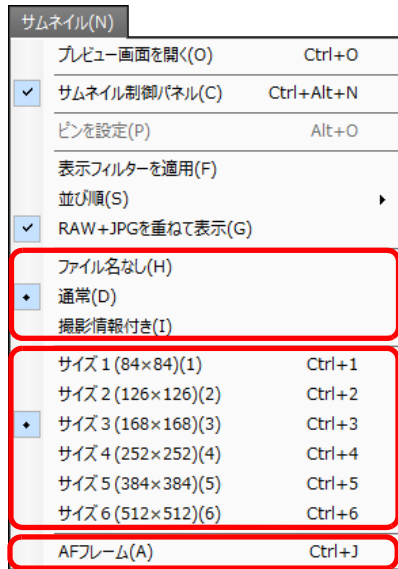 サムネイル(N)
プレビュー画面を開く(O) Ctrl+O
サムネイル制御パネル(C) Ctrl+Alt+N
ピンを設定(P) Alt+O
表示フィルターを適用(F)
並び順(S)
RAW+JPGを重ねて表示(G)
ファイル名なし(H)
通常(D)
撮影情報付き(I)
サイズ 1 (84×84)(1) Ctrl+1
サイズ 2 (126×126)(2) Ctrl+2
サイズ 3 (168×168)(3) Ctrl+3
サイズ 4 (252×252)(4) Ctrl+4
サイズ 5 (384×384)(5) Ctrl+5
サイズ 6 (512×512)(6) Ctrl+6
AFフレーム(A) Ctrl+J